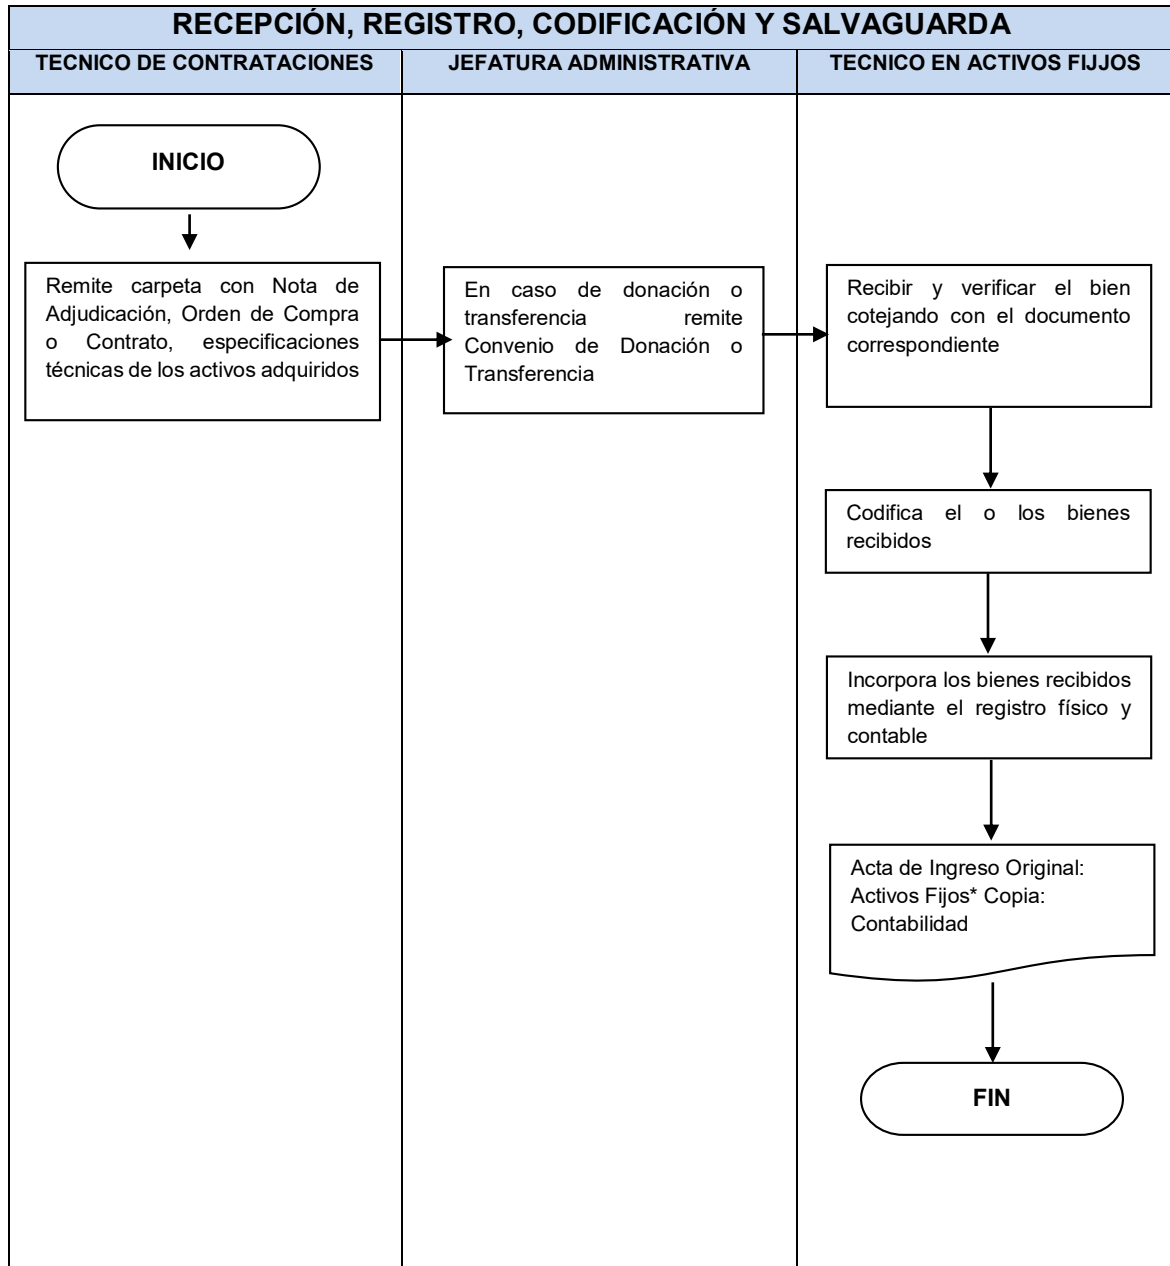 RECEPCIÓN, REGISTRO, CODIFICACIÓN Y SALVAGUARDA
TECNICO DE CONTRATACIONES
JEFATURA ADMINISTRATIVA
TECNICO EN ACTIVOS FIJJOS
INICIO
Remite carpeta con Nota de
Adjudicación, Orden de Compra
o Contrato, especificaciones
técnicas de los activos adquiridos
En caso de donación o
transferencia remite
Convenio de Donación o
Transferencia
Recibir y verificar el bien
cotejando con el documento
correspondiente
Codifica el o los bienes
recibidos
Incorpora los bienes recibidos
mediante el registro físico y
contable
Acta de Ingreso Original:
Activos Fijos* Copia:
Contabilidad
FIN